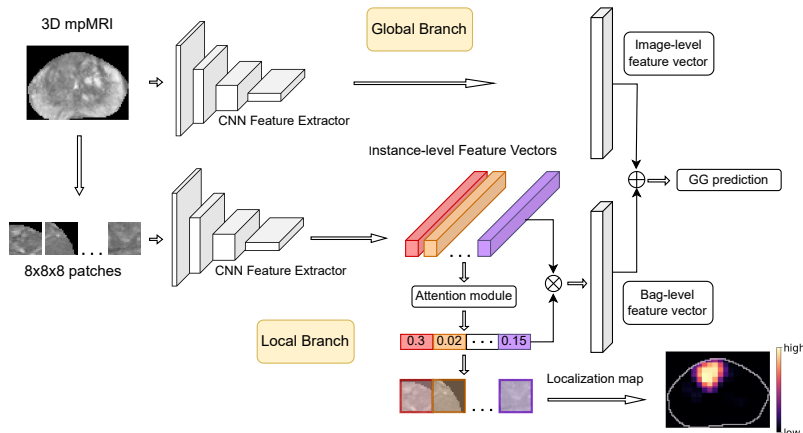 3D mpMRI
Global Branch
Image-level
feature vector
CNN Feature Extractor
Instance-level Feature Vectors
GG prediction
8x8x8 patches
. . .
CNN Feature Extractor
. . .
Attention module
Bag-level
feature vector
Local Branch
0.3 0.02 . . . 0.15
. . .
Localization map
high
low